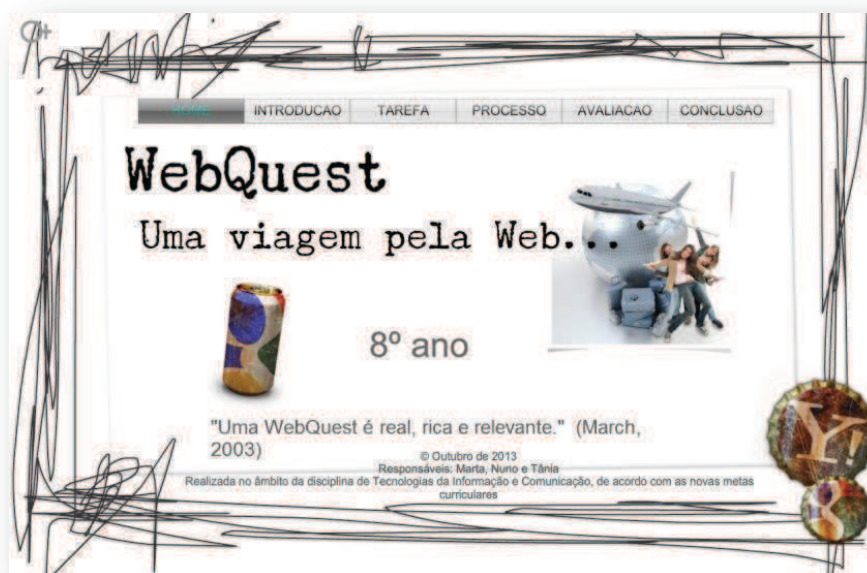 HOME INTRODUCAO TAREFA PROCESSO AVALIACAO CONCLUSAO
WebQuest
Uma viagem pela Web...
8º ano
"Uma WebQuest é real, rica e relevante." (March,
2003)
© Outubro de 2013
Responsáveis: Marta, Nuno e Tânia
Realizada no âmbito da disciplina de Tecnologias da Informação e Comunicação, de acordo com as novas metas
curriculares